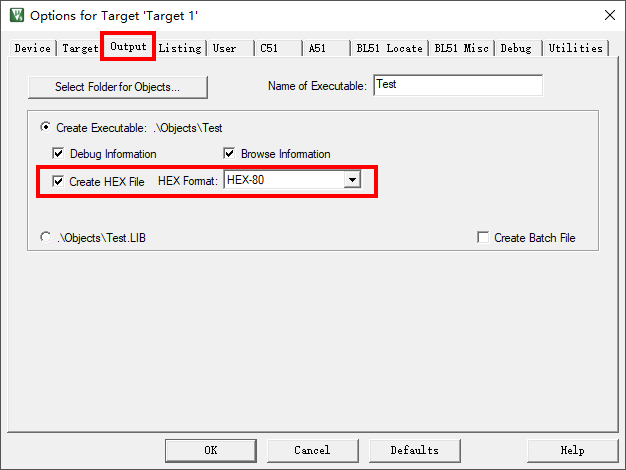 Options for Target 'Target 1'
Device Target Output Listing User C51 A51 BL51 Locate BL51 Misc Debug Utilities
Select Folder for Objects... Name of Executable: Test
Create Executable: .\Objects\Test
Debug Information Browse Information
Create HEX File HEX Format: HEX-80
.\Objects\Test.LIB Create Batch File
OK Cancel Defaults Help